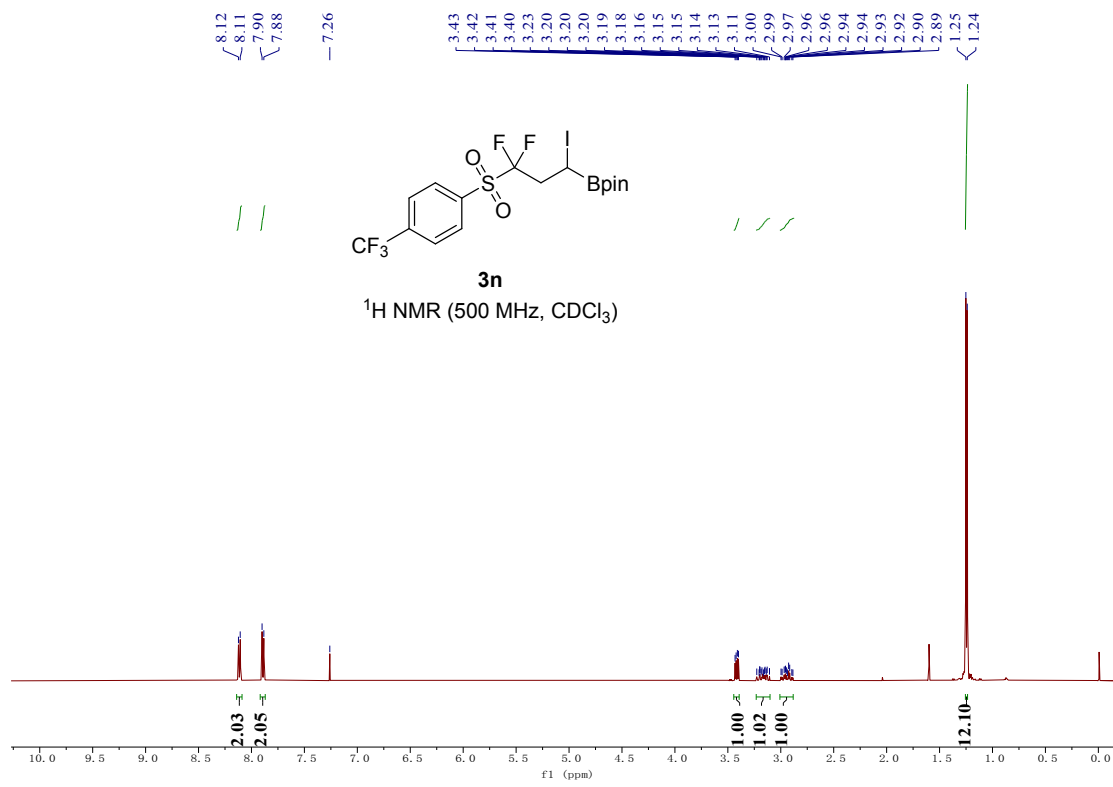 8.12 8.11 7.90 7.88 7.26 3.43 3.42 3.41 3.40 3.23 3.20 3.20 3.20 3.19 3.18 3.16 3.15 3.15 3.14 3.13 3.11 3.00 2.99 2.97 2.96 2.96 2.94 2.94 2.93 2.92 2.90 2.89 1.25 1.24
F F I
O
S Bpin
O
CF₃
3n
¹H NMR (500 MHz, CDCl₃)
2.03 2.05 1.00 1.02 1.00 12.10
10.0 9.5 9.0 8.5 8.0 7.5 7.0 6.5 6.0 5.5 5.0 4.5 4.0 3.5 3.0 2.5 2.0 1.5 1.0 0.5 0.0
f1 (ppm)